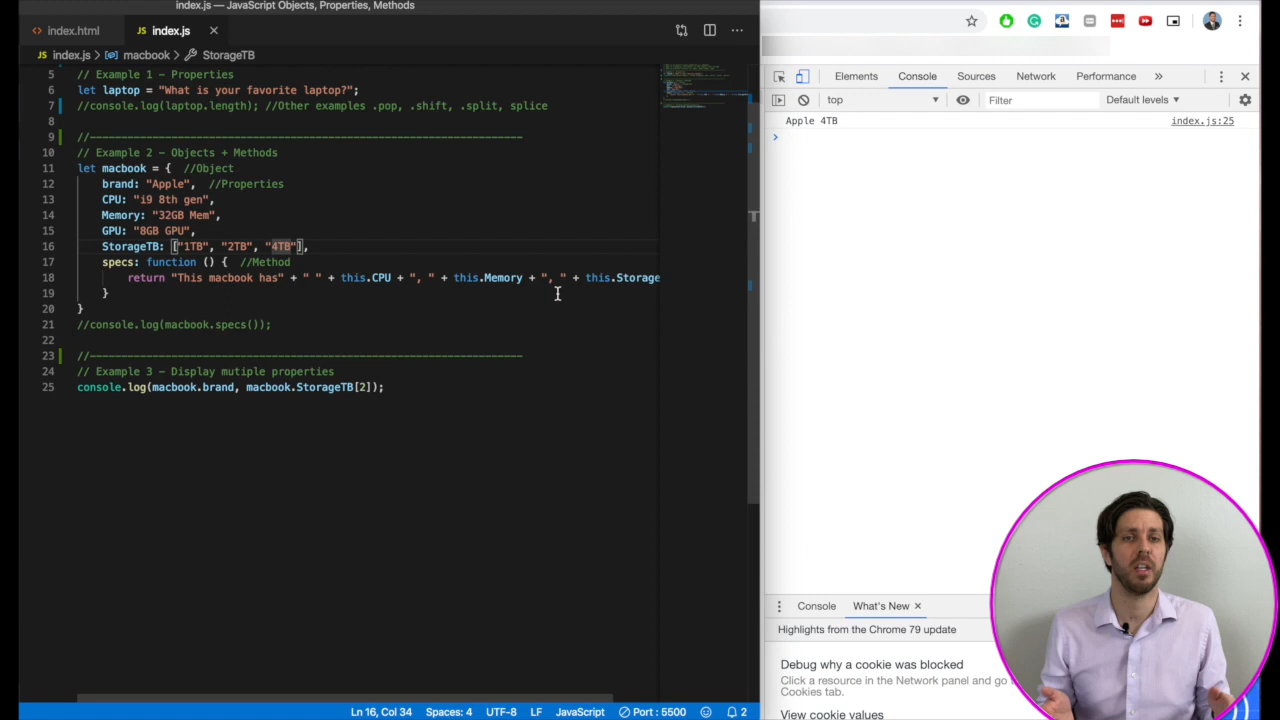 index.js — JavaScript Objects, Properties, Methods
index.html
index.js
index.js > macbook > StorageTB
5 // Example 1 - Properties
6 let laptop = "What is your favorite laptop?";
7 //console.log(laptop.length); //Other examples .pop, .shift, .split, splice
8
9 //---------------------------------------------------------------------
10 // Example 2 - Objects + Methods
11 let macbook = { //Object
12 brand: "Apple", //Properties
13 CPU: "i9 8th gen",
14 Memory: "32GB Mem",
15 GPU: "8GB GPU",
16 StorageTB: ["1TB", "2TB", "4TB"],
17 specs: function () { //Method
18 return "This macbook has" + " " + this.CPU + ", " + this.Memory + ", " + this.Storage
19 }
20 }
21 //console.log(macbook.specs());
22
23 //---------------------------------------------------------------------
24 // Example 3 - Display mutiple properties
25 console.log(macbook.brand, macbook.StorageTB[2]);
Ln 16, Col 34 Spaces: 4 UTF-8 LF JavaScript Port : 5500 2
Elements Console Sources Network Performance »
top Filter Default levels
Apple 4TB index.js:25
>
Console What's New
Highlights from the Chrome 79 update
Debug why a cookie was blocked
Click a resource in the Network panel and go
Cookies tab.
View cookie values